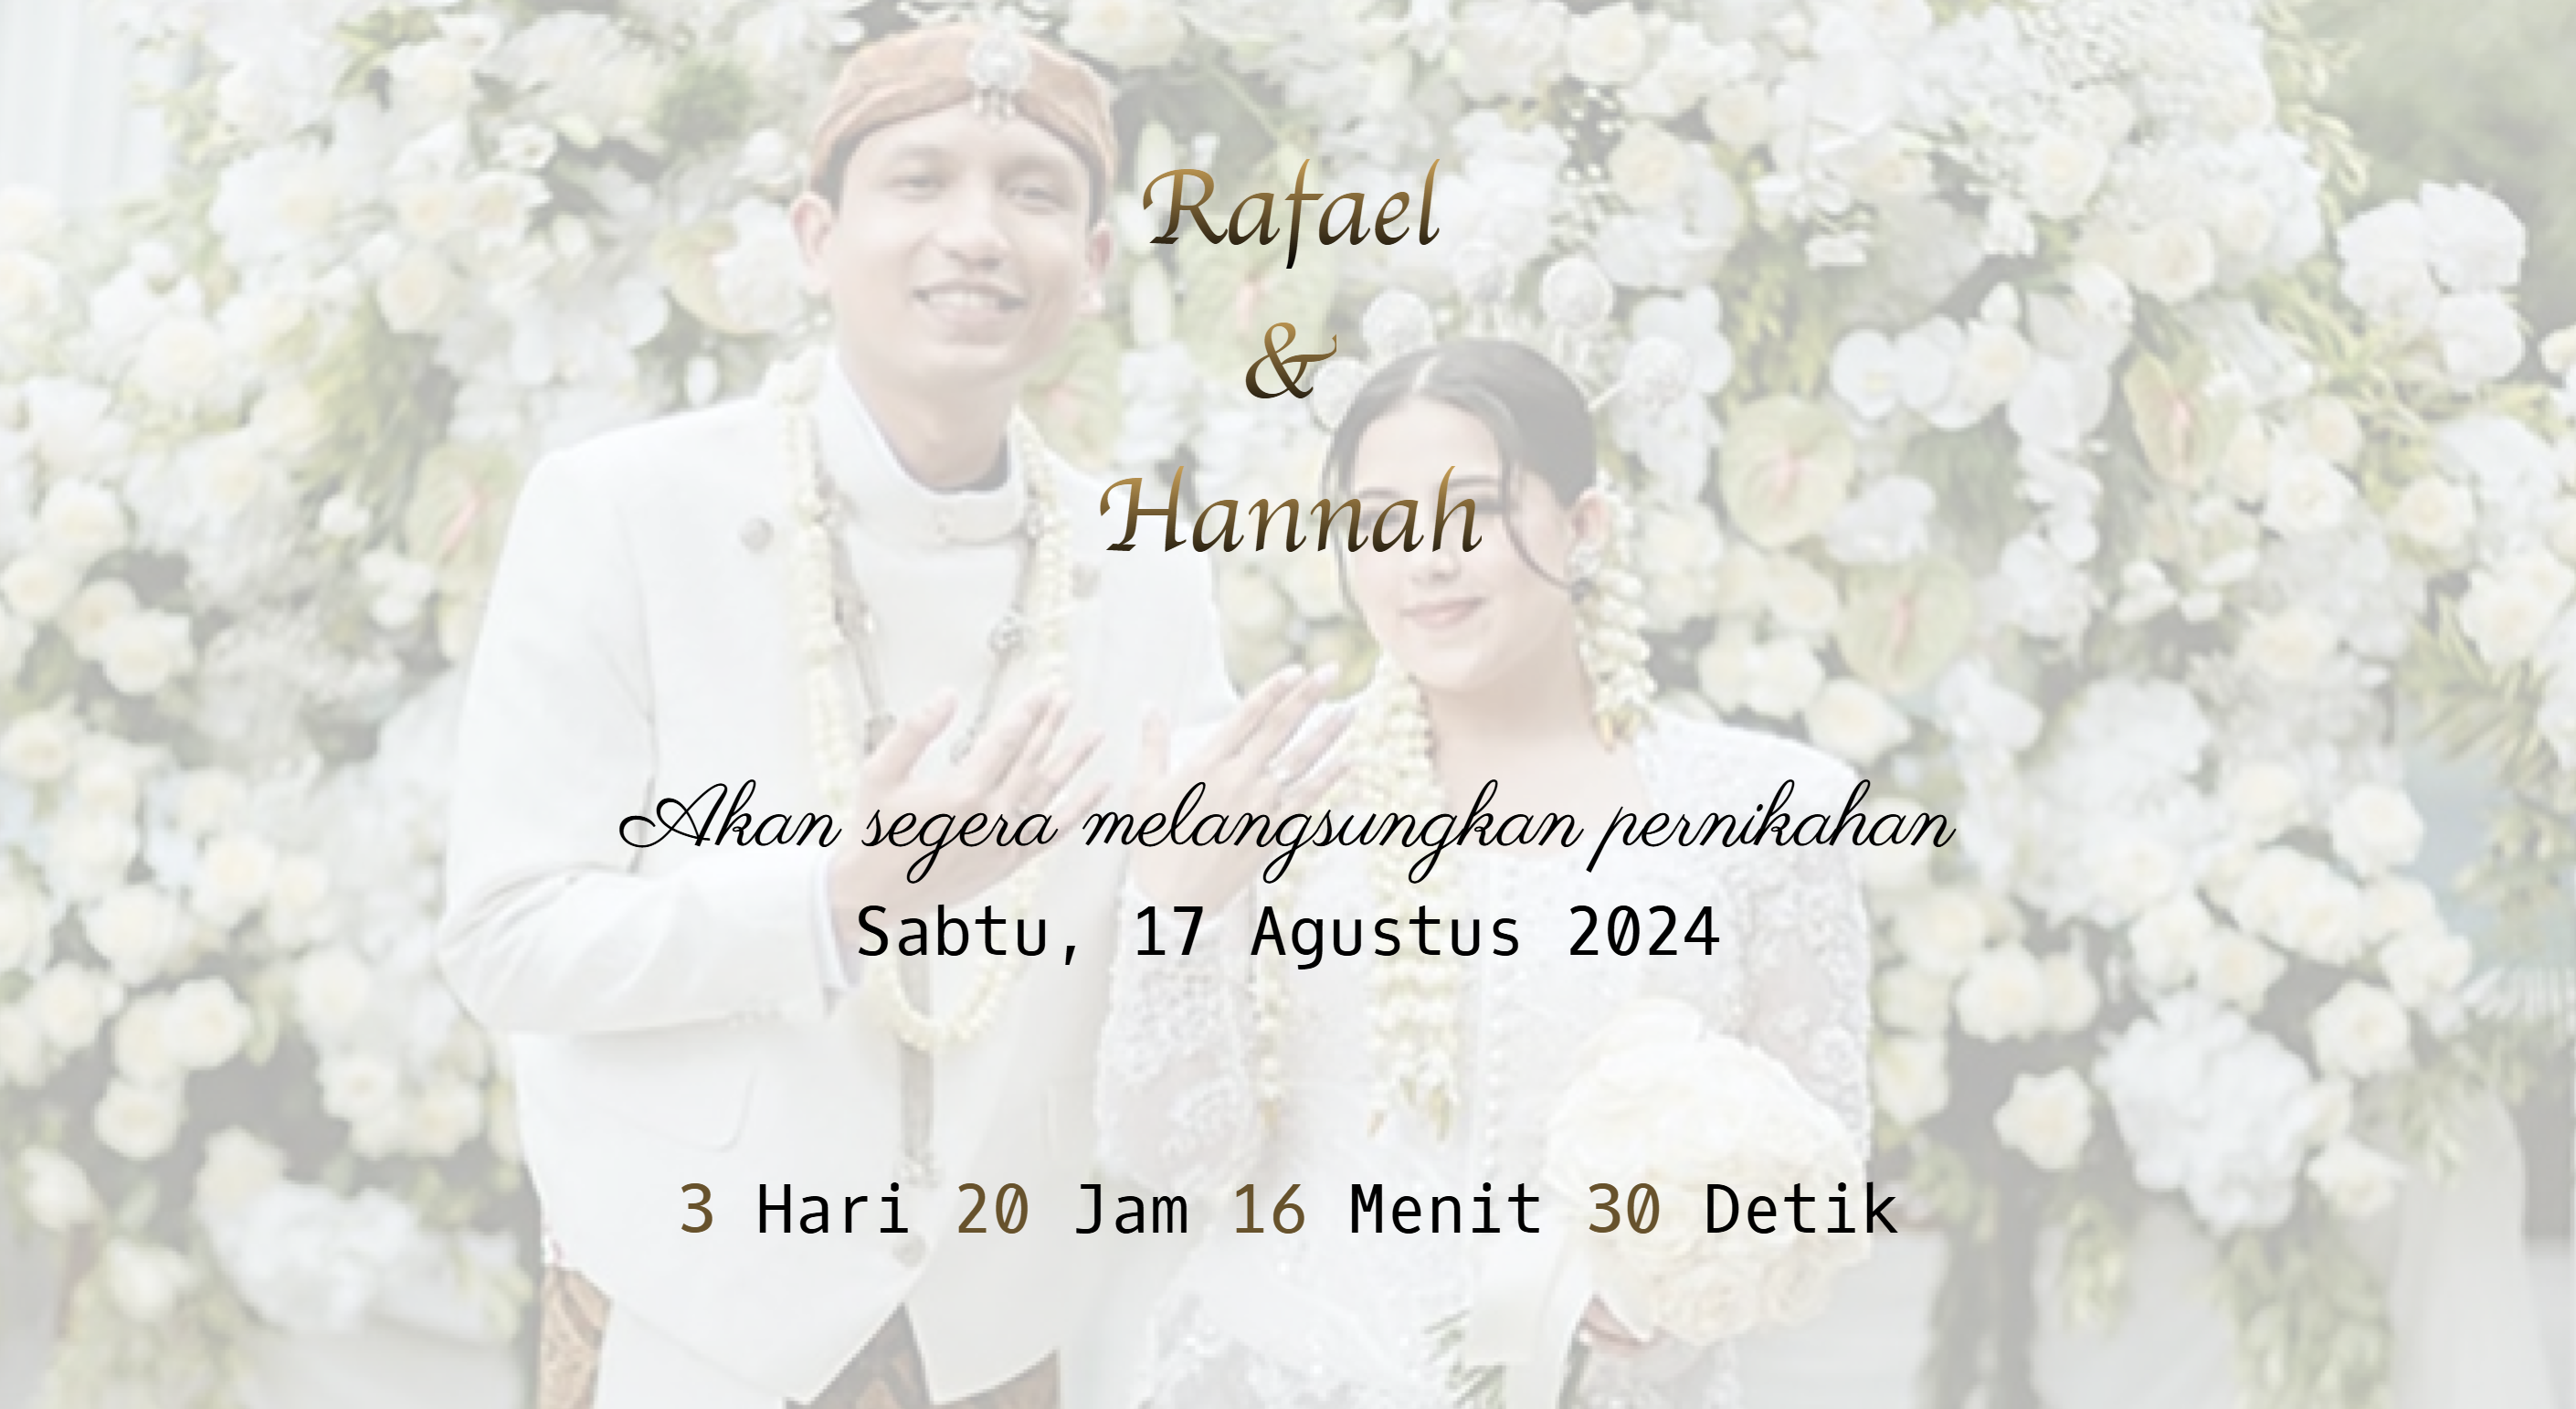 Rafael
&
Hannah
Akan segera melangsungkan pernikahan
Sabtu, 17 Agustus 2024
3 Hari 20 Jam 16 Menit 30 Detik